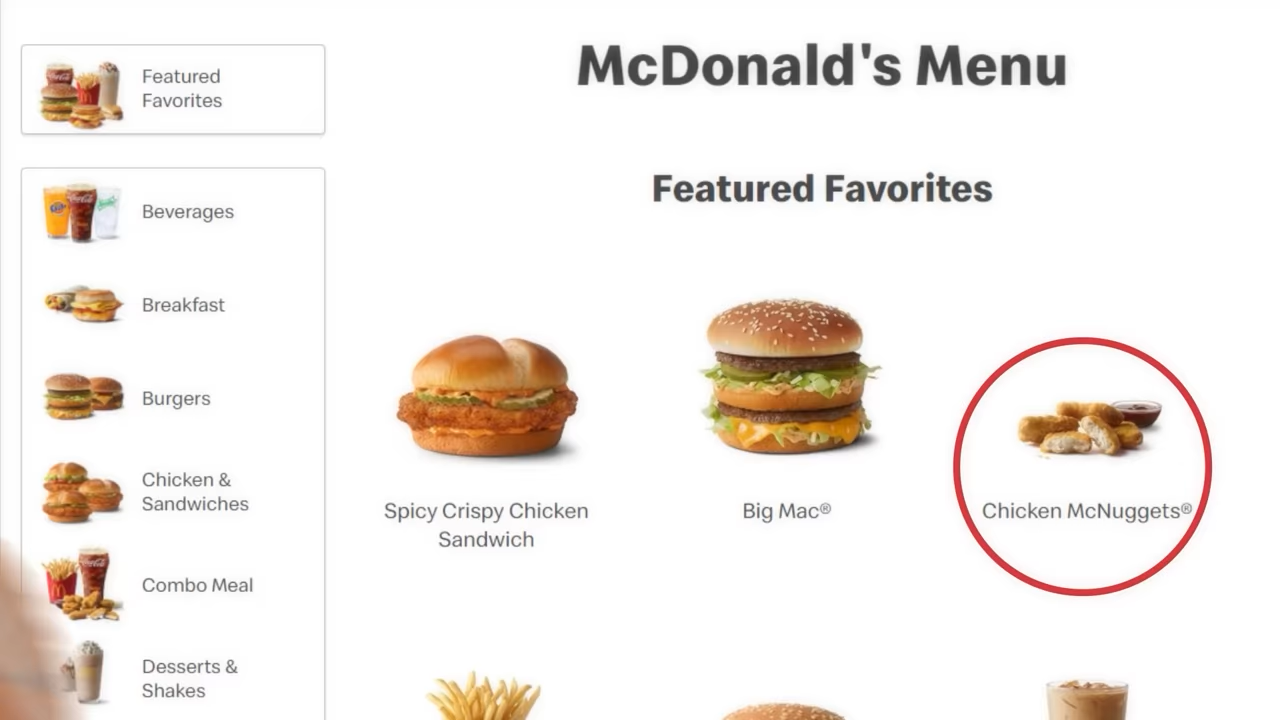 McDonald's Menu
Featured
Favorites
Featured Favorites
Beverages
Breakfast
Burgers
Chicken &
Sandwiches
Combo Meal
Desserts &
Shakes
Spicy Crispy Chicken
Sandwich
Big Mac®
Chicken McNuggets®